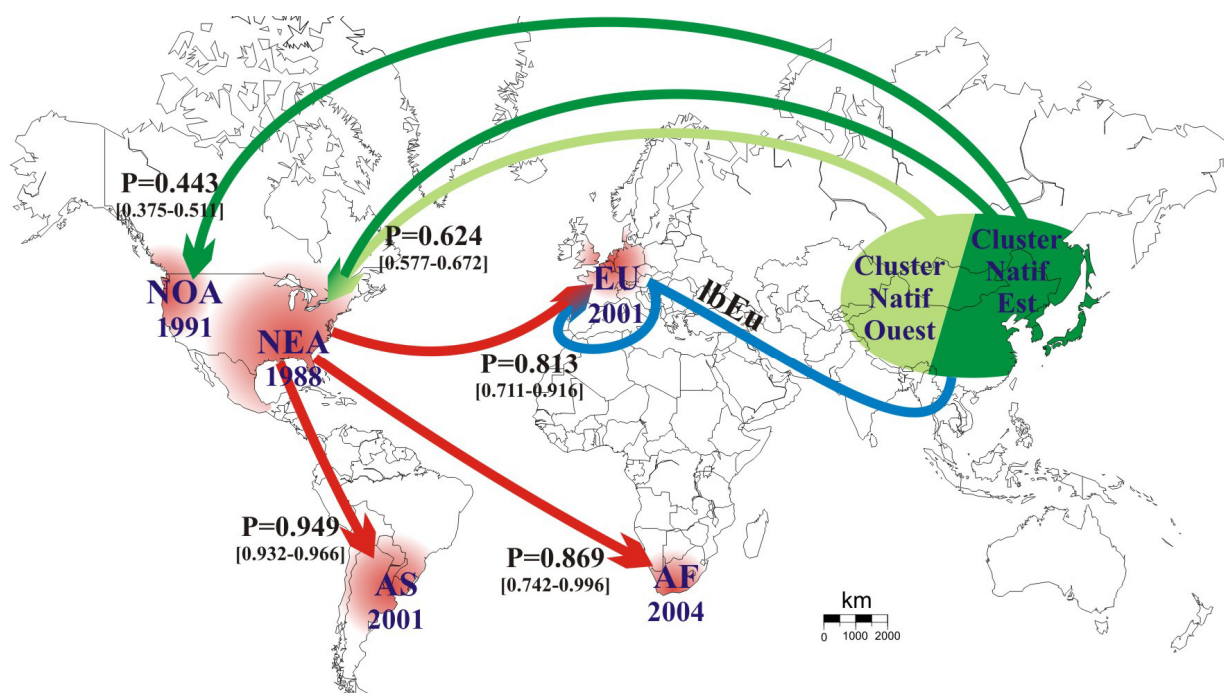 P=0.443
[0.375-0.511]
P=0.624
[0.577-0.672]
NOA
1991
NEA
1988
EU
2001
lbEu
Cluster
Natif
Ouest
Cluster
Natif
Est
P=0.813
[0.711-0.916]
P=0.949
[0.932-0.966]
P=0.869
[0.742-0.996]
AS
2001
AF
2004
km
0 1000 2000